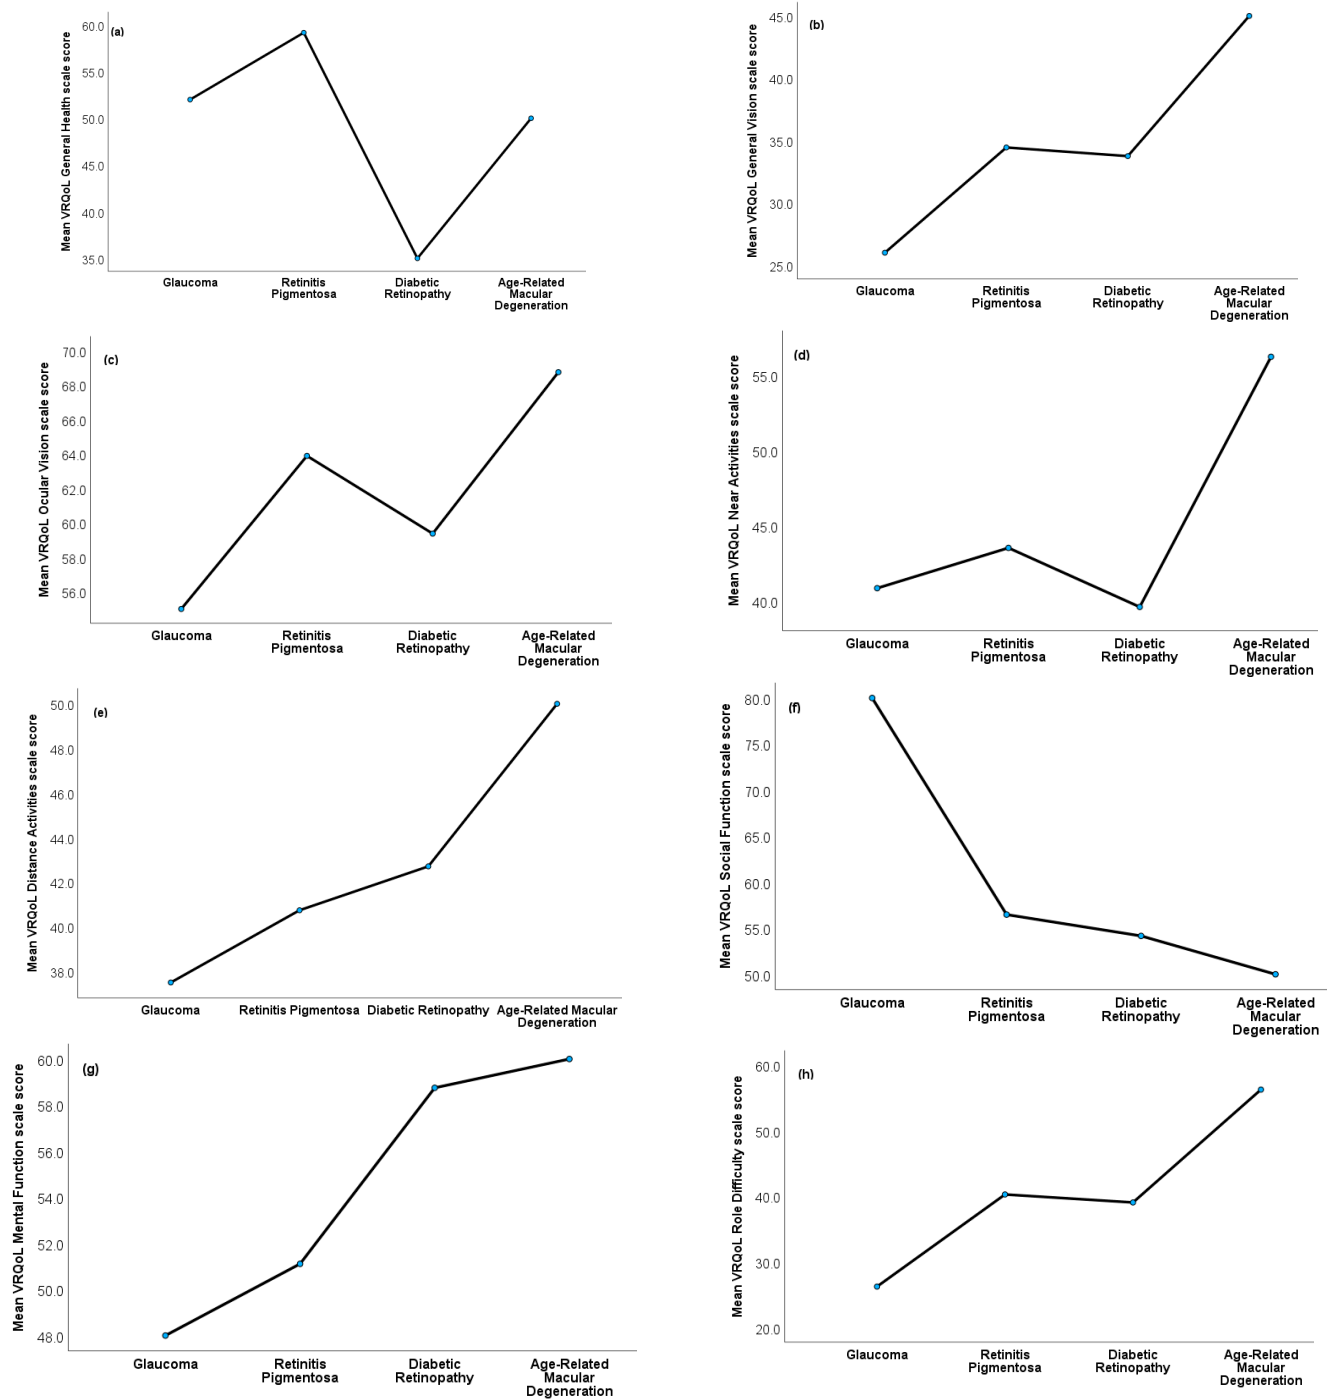 (a)
Mean VRQoL General Health scale score
60.0
55.0
50.0
45.0
40.0
35.0
Glaucoma
Retinitis
Pigmentosa
Diabetic
Retinopathy
Age-Related
Macular
Degeneration
(b)
Mean VRQoL General Vision scale score
45.0
40.0
35.0
30.0
25.0
Glaucoma
Retinitis
Pigmentosa
Diabetic
Retinopathy
Age-Related
Macular
Degeneration
(c)
Mean VRQoL Ocular Vision scale score
70.0
68.0
66.0
64.0
62.0
60.0
58.0
56.0
Glaucoma
Retinitis
Pigmentosa
Diabetic
Retinopathy
Age-Related
Macular
Degeneration
(d)
Mean VRQoL Near Activities scale score
55.0
50.0
45.0
40.0
Glaucoma
Retinitis
Pigmentosa
Diabetic
Retinopathy
Age-Related
Macular
Degeneration
(e)
Mean VRQoL Distance Activities scale score
50.0
48.0
46.0
44.0
42.0
40.0
38.0
Glaucoma
Retinitis Pigmentosa
Diabetic Retinopathy
Age-Related Macular
Degeneration
(f)
Mean VRQoL Social Function scale score
80.0
75.0
70.0
65.0
60.0
55.0
50.0
Glaucoma
Retinitis
Pigmentosa
Diabetic
Retinopathy
Age-Related
Macular
Degeneration
(g)
Mean VRQoL Mental Function scale score
60.0
58.0
56.0
54.0
52.0
50.0
48.0
Glaucoma
Retinitis
Pigmentosa
Diabetic
Retinopathy
Age-Related
Macular
Degeneration
(h)
Mean VRQoL Role Difficulty scale score
60.0
50.0
40.0
30.0
20.0
Glaucoma
Retinitis
Pigmentosa
Diabetic
Retinopathy
Age-Related
Macular
Degeneration